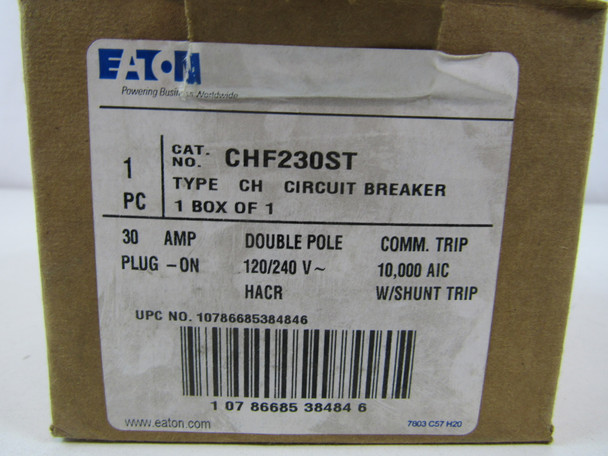 EATON
Powering Business Worldwide
1 PC
CAT. NO. CHF230ST
TYPE CH CIRCUIT BREAKER
1 BOX OF 1
30 AMP DOUBLE POLE COMM. TRIP
PLUG -ON 120/240 V~ 10,000 AIC
HACR W/SHUNT TRIP
UPC NO. 10786685384846
1 07 86685 38484 6
www.eaton.com 7803 C57 H20